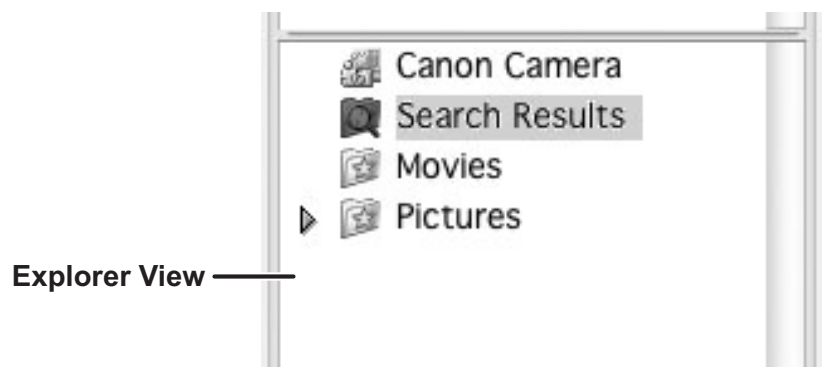 Canon Camera
Search Results
Movies
Pictures
Explorer View